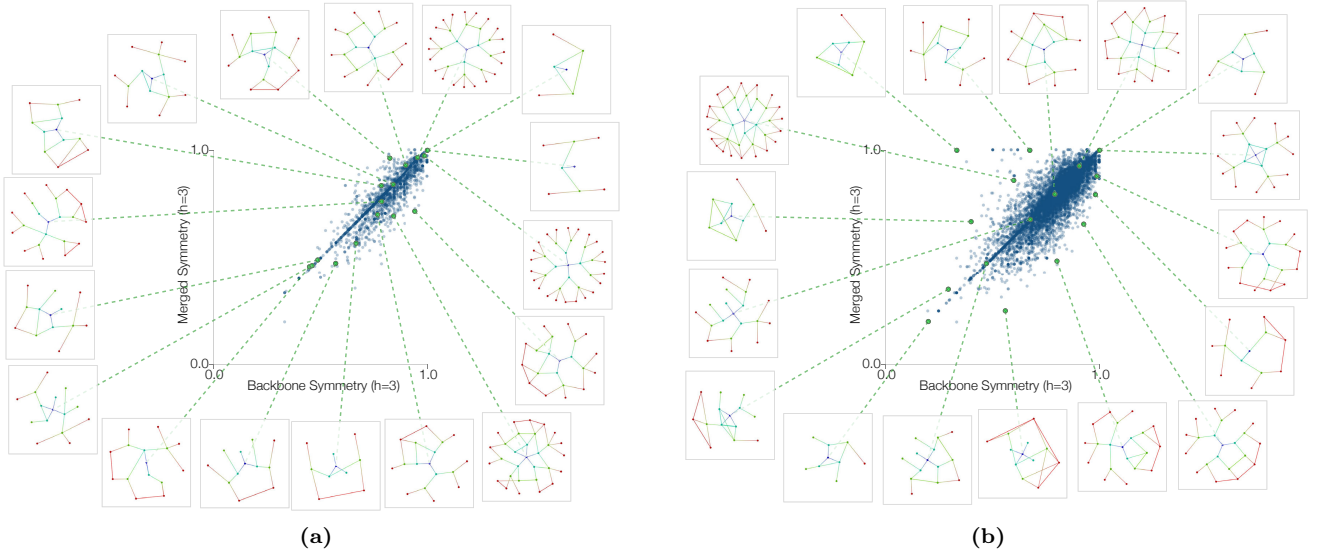 1.0
Merged Symmetry (h=3)
0.0
0.0
1.0
Backbone Symmetry (h=3)
(a)
1.0
Merged Symmetry (h=3)
0.0
0.0
1.0
Backbone Symmetry (h=3)
(b)